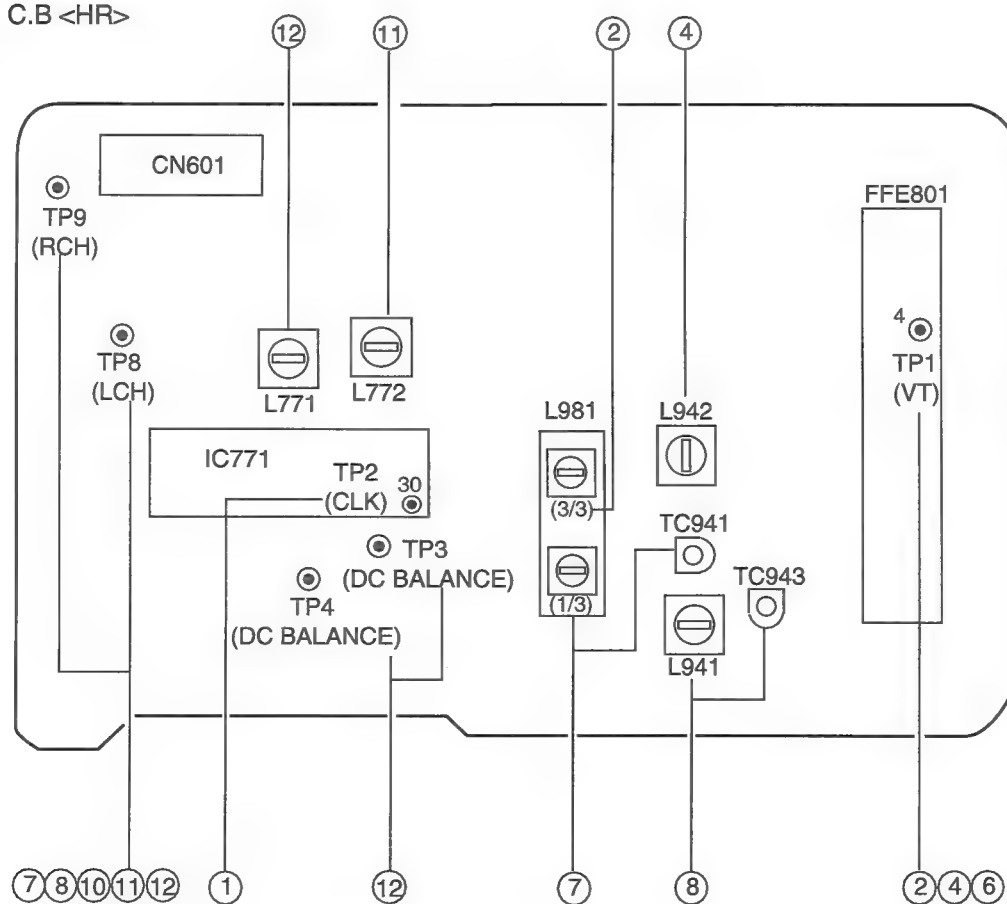 C.B <HR>
⑫ ⑪ ② ④
CN601
FFE801
TP9
(RCH)
4
TP8
(LCH)
TP1
(VT)
L771
L772
L981
L942
IC771
TP2
(CLK)
30
(3/3)
TC941
TP3
(DC BALANCE)
TC943
TP4
(DC BALANCE)
(1/3)
L941
⑦⑧⑩⑪⑫ ① ⑫ ⑦ ⑧ ②④⑥